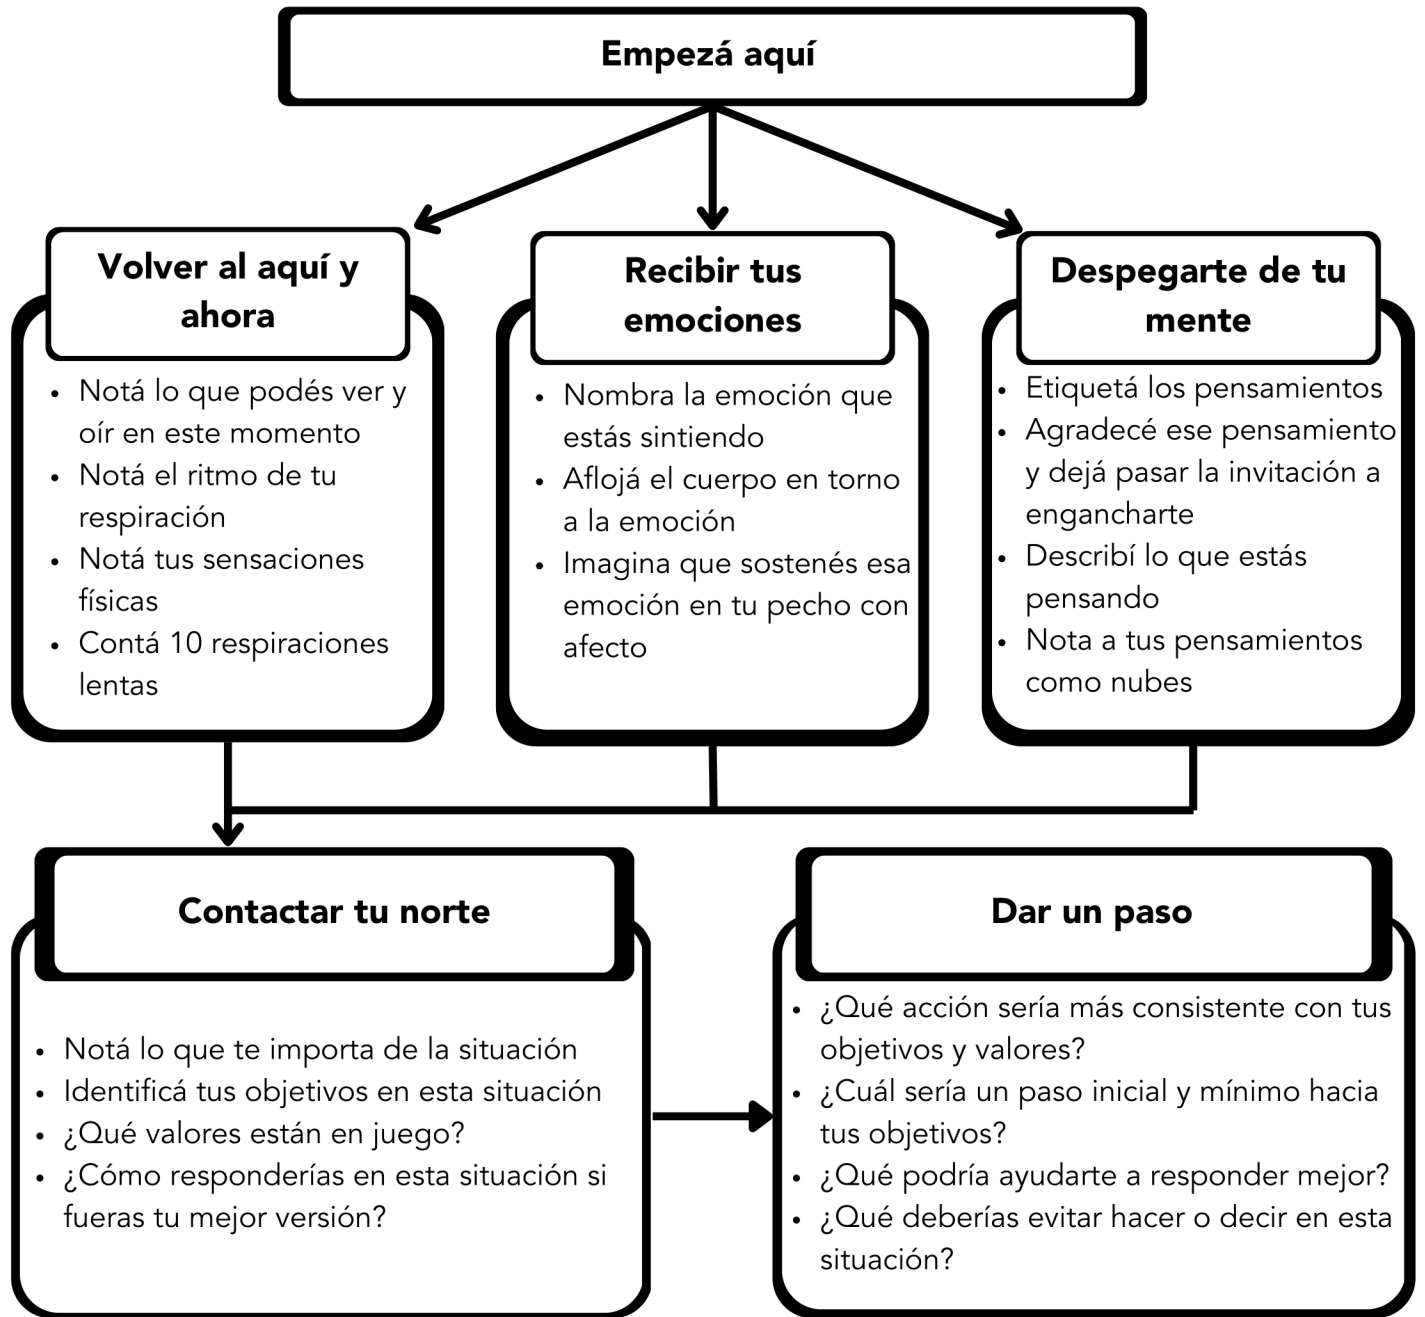 Empezá aquí
Volver al aquí y
ahora
• Notá lo que podés ver y
oír en este momento
• Notá el ritmo de tu
respiración
• Notá tus sensaciones
físicas
• Contá 10 respiraciones
lentas
Recibir tus
emociones
• Nombra la emoción que
estás sintiendo
• Aflojá el cuerpo en torno
a la emoción
• Imagina que sostenés esa
emoción en tu pecho con
afecto
Despegarte de tu
mente
• Etiquetá los pensamientos
• Agradecé ese pensamiento
y dejá pasar la invitación a
engancharte
• Describí lo que estás
pensando
• Nota a tus pensamientos
como nubes
Contactar tu norte
• Notá lo que te importa de la situación
• Identificá tus objetivos en esta situación
• ¿Qué valores están en juego?
• ¿Cómo responderías en esta situación si
fueras tu mejor versión?
Dar un paso
• ¿Qué acción sería más consistente con tus
objetivos y valores?
• ¿Cuál sería un paso inicial y mínimo hacia
tus objetivos?
• ¿Qué podría ayudarte a responder mejor?
• ¿Qué deberías evitar hacer o decir en esta
situación?